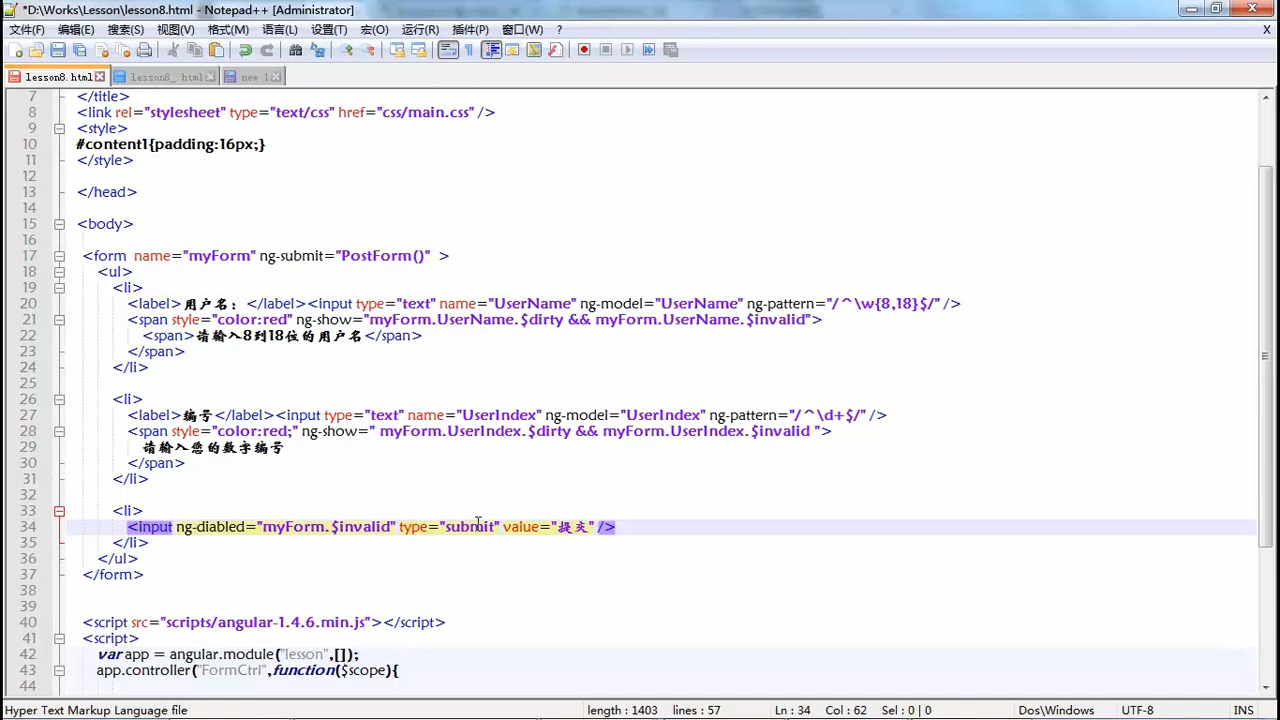 *D:\Works\Lesson\lesson8.html - Notepad++ [Administrator]
文件(F) 编辑(E) 搜索(S) 视图(V) 格式(M) 语言(L) 设置(T) 宏(O) 运行(R) 插件(P) 窗口(W) ? X
lesson8.html lesson8_ html new 1
7 </title>
8 <link rel="stylesheet" type="text/css" href="css/main.css" />
9 <style>
10 #content1{padding:16px;}
11 </style>
12
13 </head>
14
15 <body>
16
17 <form name="myForm" ng-submit="PostForm()" >
18 <ul>
19 <li>
20 <label>用户名：</label><input type="text" name="UserName" ng-model="UserName" ng-pattern="/^\w{8,18}$/" />
21 <span style="color:red" ng-show="myForm.UserName.$dirty && myForm.UserName.$invalid">
22 <span>请输入8到18位的用户名</span>
23 </span>
24 </li>
25
26 <li>
27 <label>编号</label><input type="text" name="UserIndex" ng-model="UserIndex" ng-pattern="/^\d+$/" />
28 <span style="color:red;" ng-show=" myForm.UserIndex.$dirty && myForm.UserIndex.$invalid ">
29 请输入您的数字编号
30 </span>
31 </li>
32
33 <li>
34 <input ng-diabled="myForm.$invalid" type="submit" value="提交" />
35 </li>
36 </ul>
37 </form>
38
39
40 <script src="scripts/angular-1.4.6.min.js"></script>
41 <script>
42 var app = angular.module("lesson",[]);
43 app.controller("FormCtrl",function($scope){
44
Hyper Text Markup Language file length : 1403 lines : 57 Ln : 34 Col : 62 Sel : 0 | 0 Dos\Windows UTF-8 INS